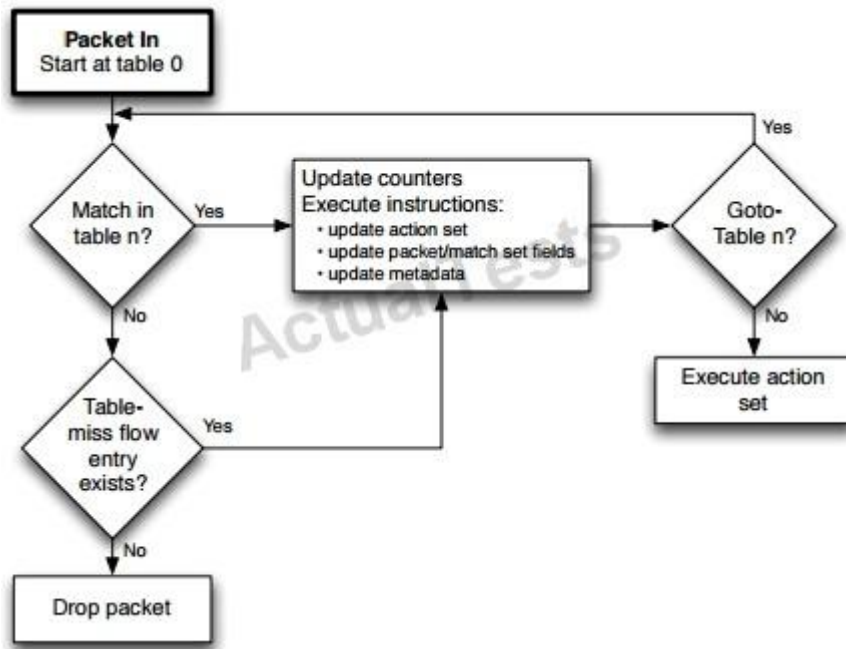 Packet In
Start at table 0
Yes
Match in
table n?
Yes
Update counters
Execute instructions:
• update action set
• update packet/match set fields
• update metadata
Goto-
Table n?
No
No
Execute action
set
Table-
miss flow
entry
exists?
Yes
No
Drop packet
ActualTests